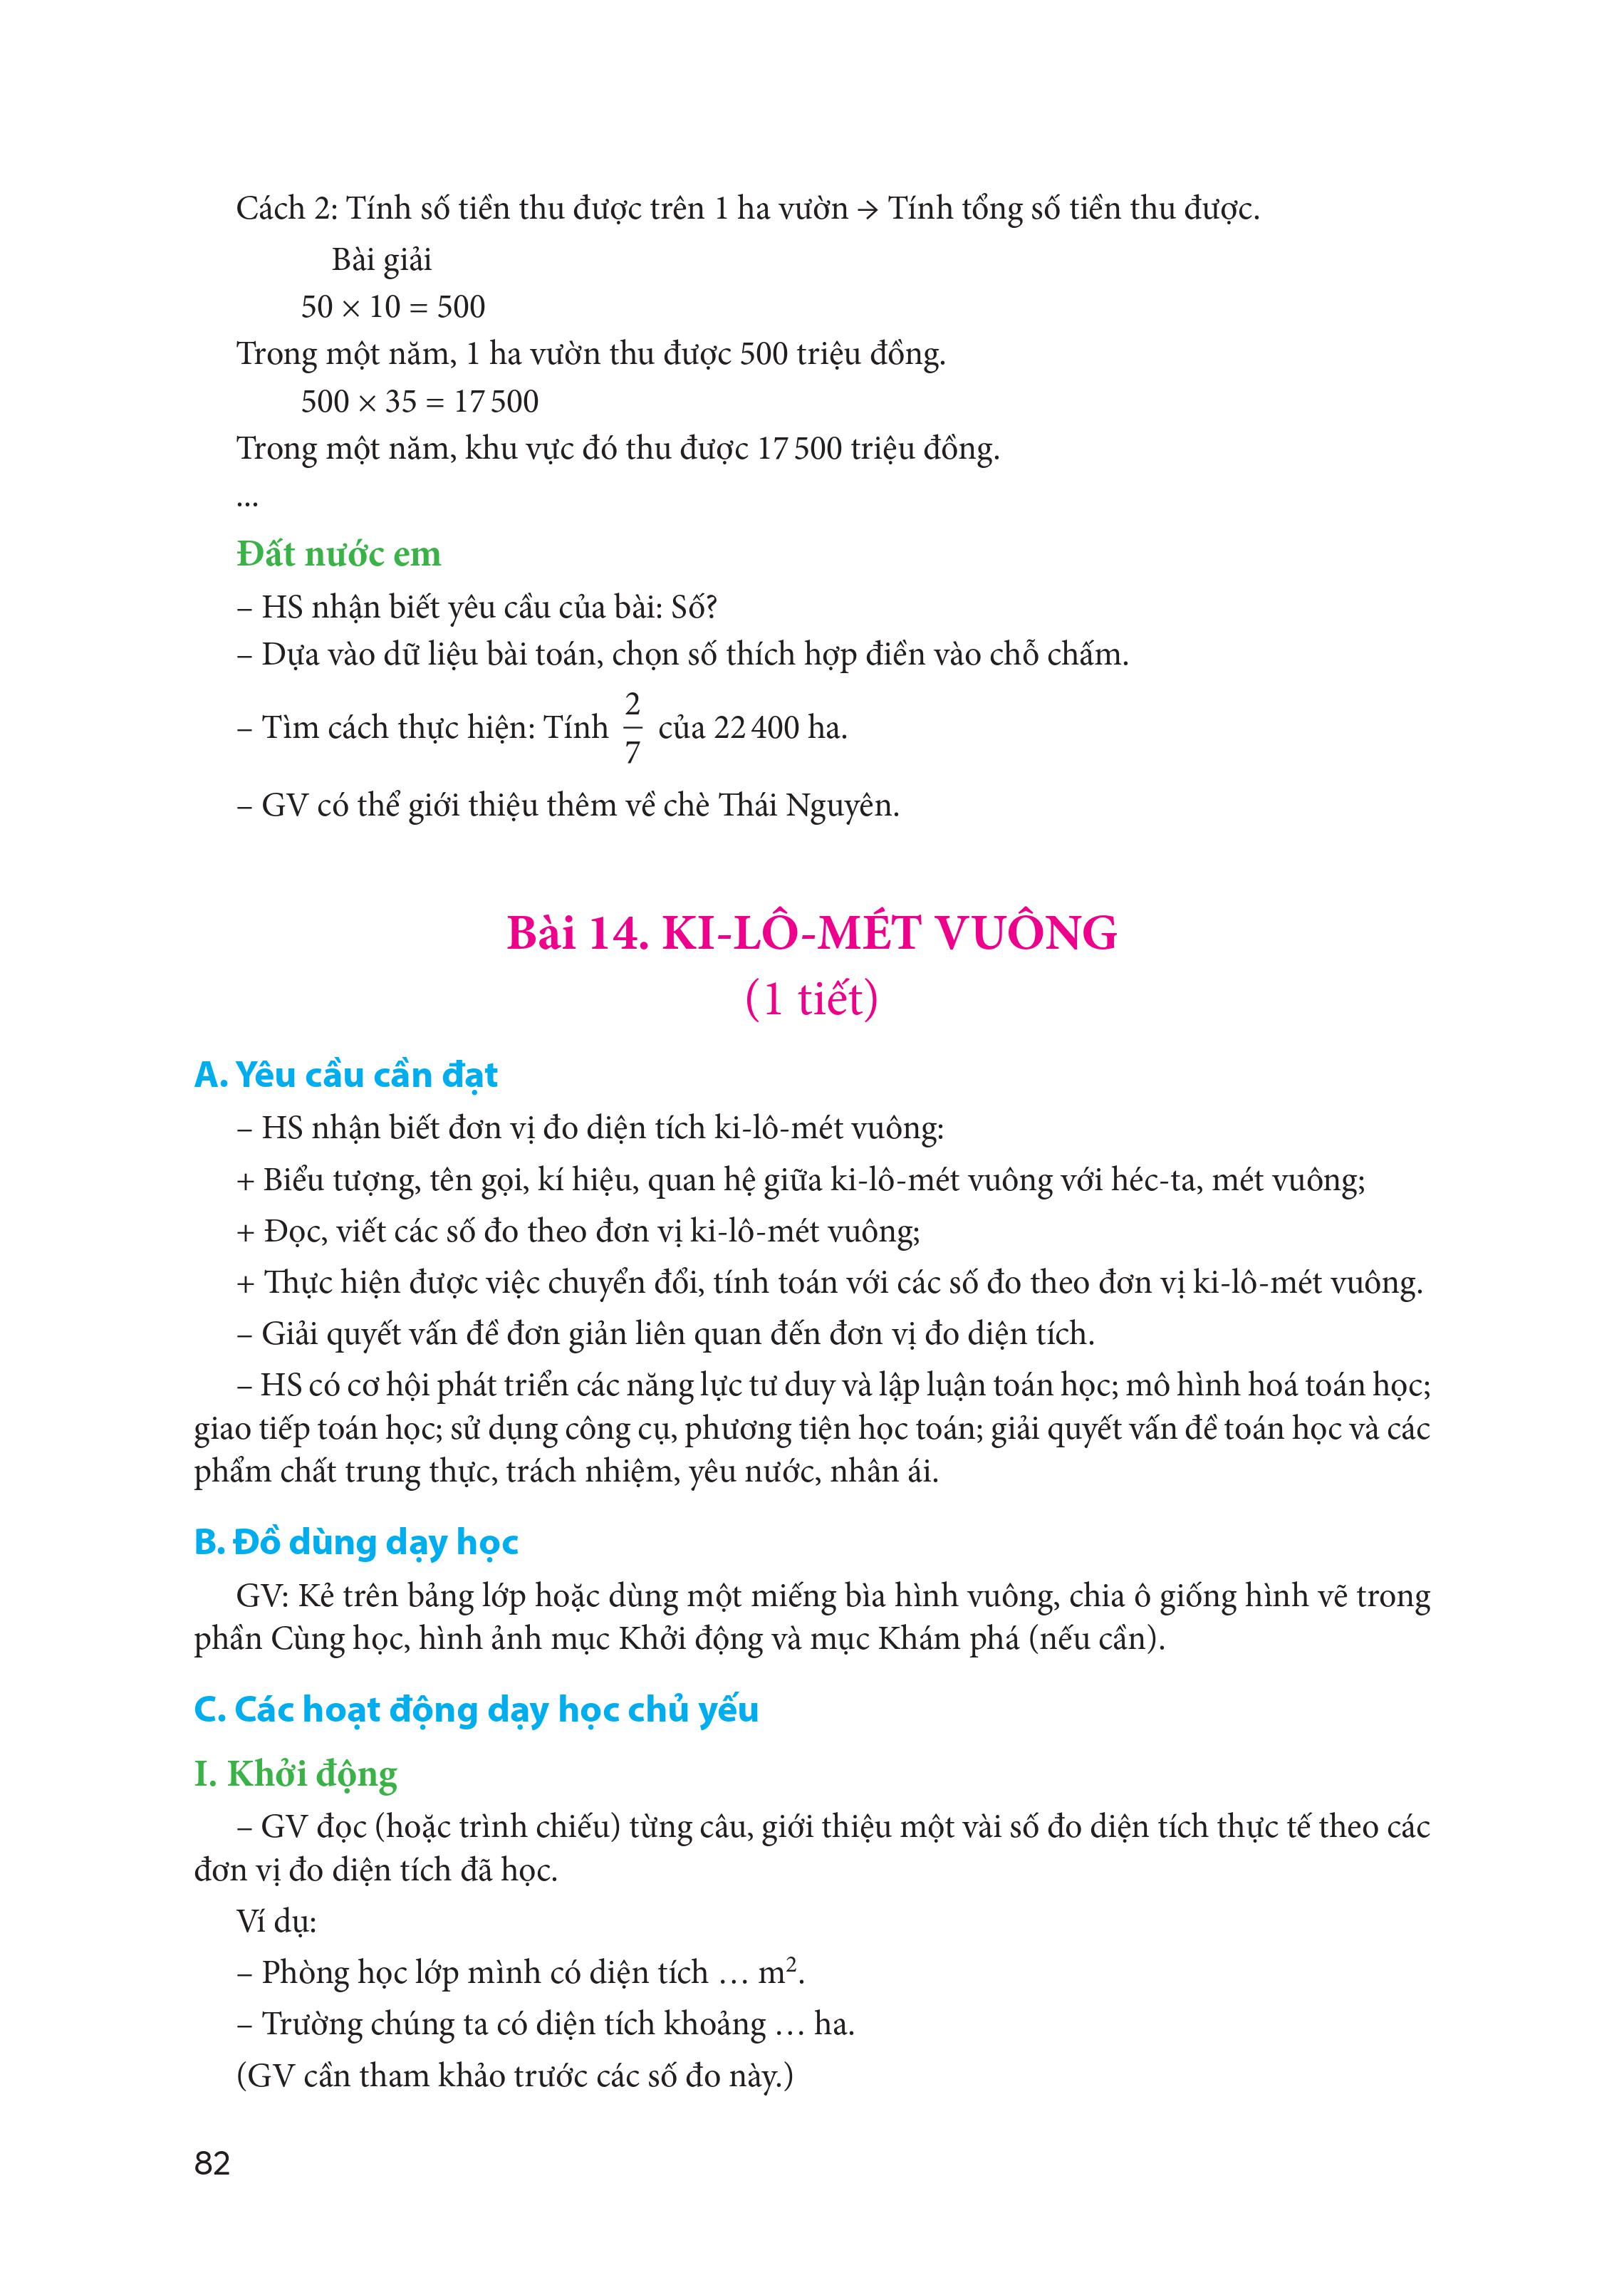 Cách 2: Tính số tiền thu được trên 1 ha vườn → Tính tổng số tiền thu được.
Bài giải
50 × 10 = 500
Trong một năm, 1 ha vườn thu được 500 triệu đồng.
500 × 35 = 17 500
Trong một năm, khu vực đó thu được 17 500 triệu đồng.
...
Đất nước em
– HS nhận biết yêu cầu của bài: Số?
– Dựa vào dữ liệu bài toán, chọn số thích hợp điền vào chỗ chấm.
– Tìm cách thực hiện: Tính 2/7 của 22 400 ha.
– GV có thể giới thiệu thêm về chè Thái Nguyên.
Bài 14. KI-LÔ-MÉT VUÔNG
(1 tiết)
A. Yêu cầu cần đạt
– HS nhận biết đơn vị đo diện tích ki-lô-mét vuông:
+ Biểu tượng, tên gọi, kí hiệu, quan hệ giữa ki-lô-mét vuông với héc-ta, mét vuông;
+ Đọc, viết các số đo theo đơn vị ki-lô-mét vuông;
+ Thực hiện được việc chuyển đổi, tính toán với các số đo theo đơn vị ki-lô-mét vuông.
– Giải quyết vấn đề đơn giản liên quan đến đơn vị đo diện tích.
– HS có cơ hội phát triển các năng lực tư duy và lập luận toán học; mô hình hoá toán học;
giao tiếp toán học; sử dụng công cụ, phương tiện học toán; giải quyết vấn đề toán học và các
phẩm chất trung thực, trách nhiệm, yêu nước, nhân ái.
B. Đồ dùng dạy học
GV: Kẻ trên bảng lớp hoặc dùng một miếng bìa hình vuông, chia ô giống hình vẽ trong
phần Cùng học, hình ảnh mục Khởi động và mục Khám phá (nếu cần).
C. Các hoạt động dạy học chủ yếu
I. Khởi động
– GV đọc (hoặc trình chiếu) từng câu, giới thiệu một vài số đo diện tích thực tế theo các
đơn vị đo diện tích đã học.
Ví dụ:
– Phòng học lớp mình có diện tích … m².
– Trường chúng ta có diện tích khoảng … ha.
(GV cần tham khảo trước các số đo này.)
82